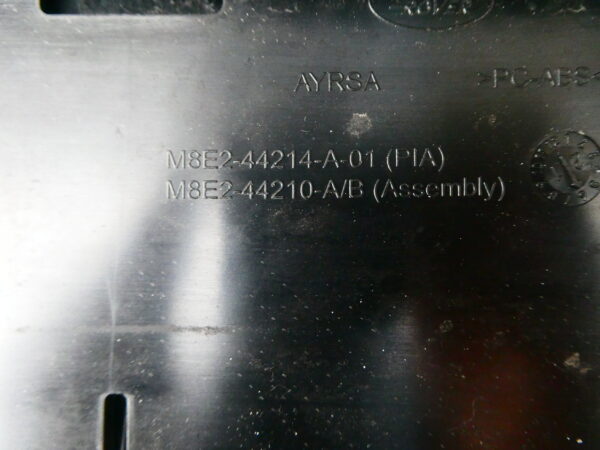 AYRSA
>PC-ABS<
M8E2-44214-A-01 (PIA)
M8E2-44210-A/B (Assembly)